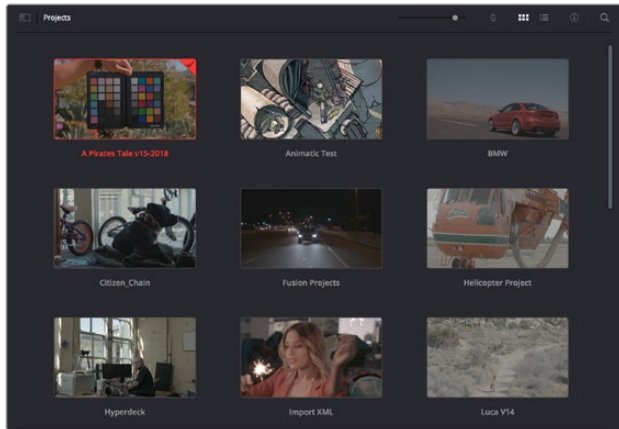 Projects
A Pirates Tale v15-2018
Animatic Test
BMW
Citizen_Chain
Fusion Projects
Helicopter Project
Hyperdeck
Import XML
Luca V14